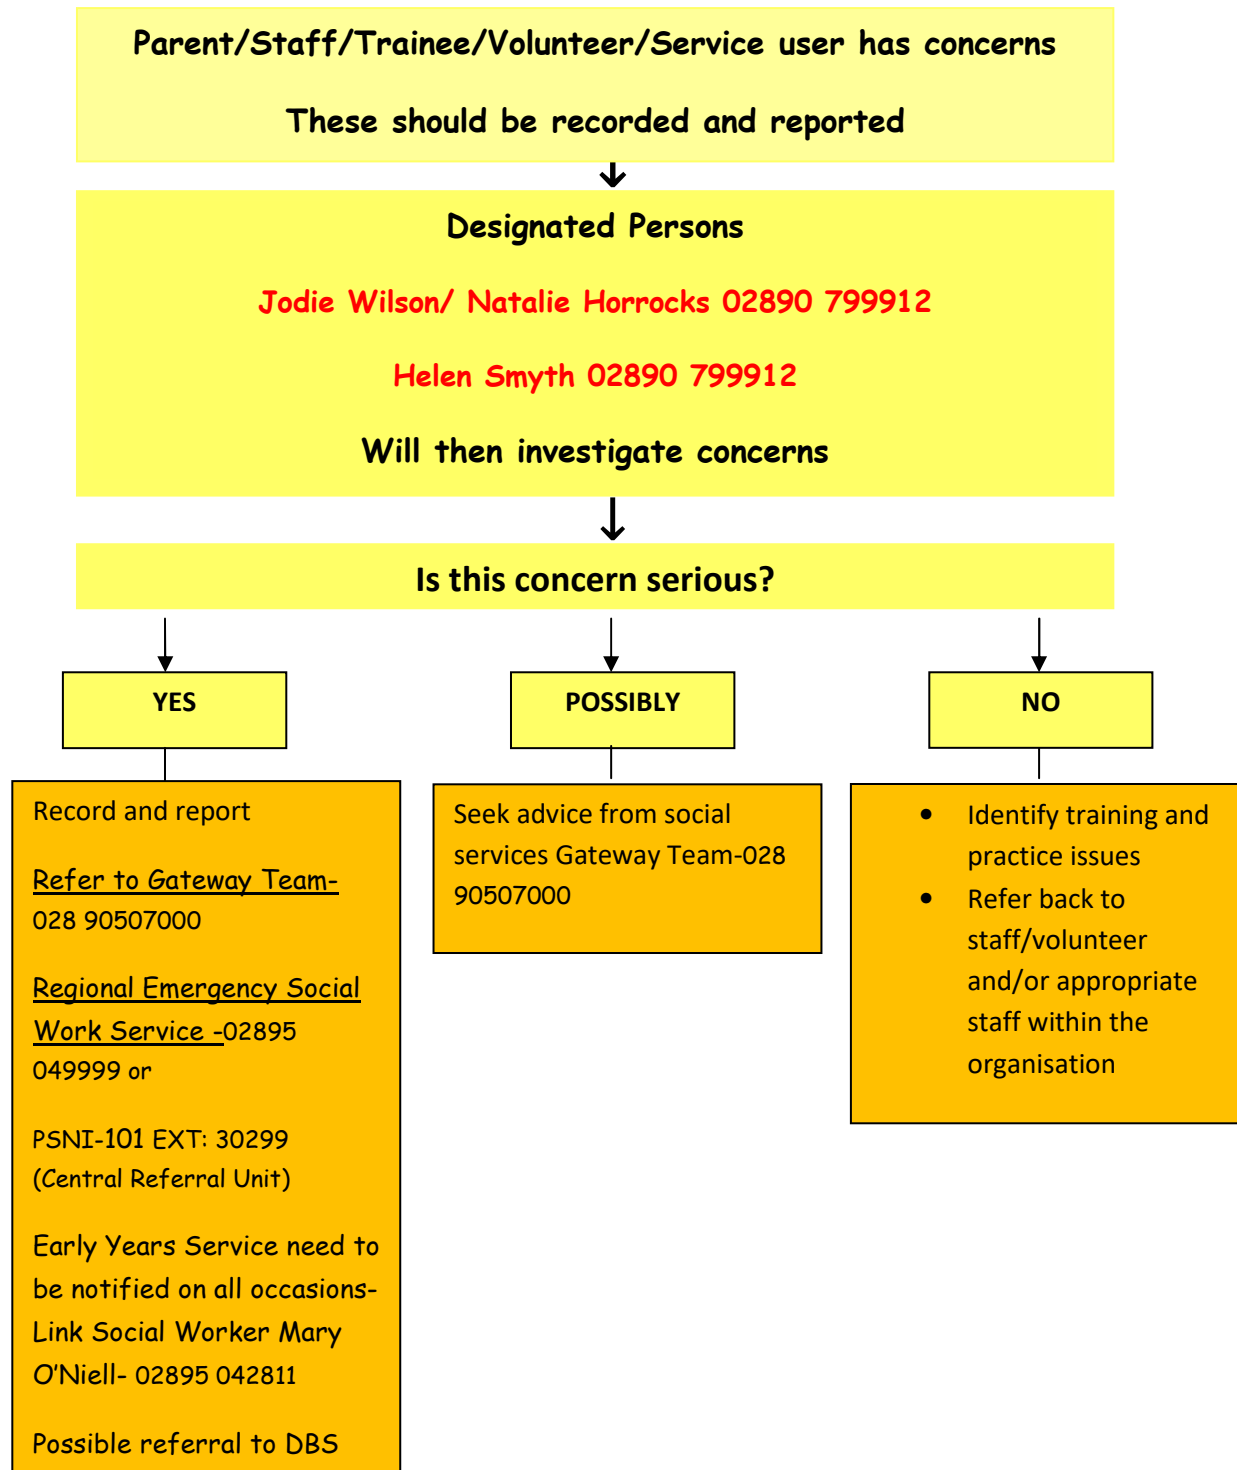 Parent/Staff/Trainee/Volunteer/Service user has concerns
These should be recorded and reported
Designated Persons
Jodie Wilson/ Natalie Horrocks 02890 799912
Helen Smyth 02890 799912
Will then investigate concerns
Is this concern serious?
YES
POSSIBLY
NO
Record and report
Refer to Gateway Team-
028 90507000
Regional Emergency Social
Work Service -02895
049999 or
PSNI-101 EXT: 30299
(Central Referral Unit)
Early Years Service need to
be notified on all occasions-
Link Social Worker Mary
O'Niell- 02895 042811
Possible referral to DBS
Seek advice from social
services Gateway Team-028
90507000
• Identify training and
practice issues
• Refer back to
staff/volunteer
and/or appropriate
staff within the
organisation